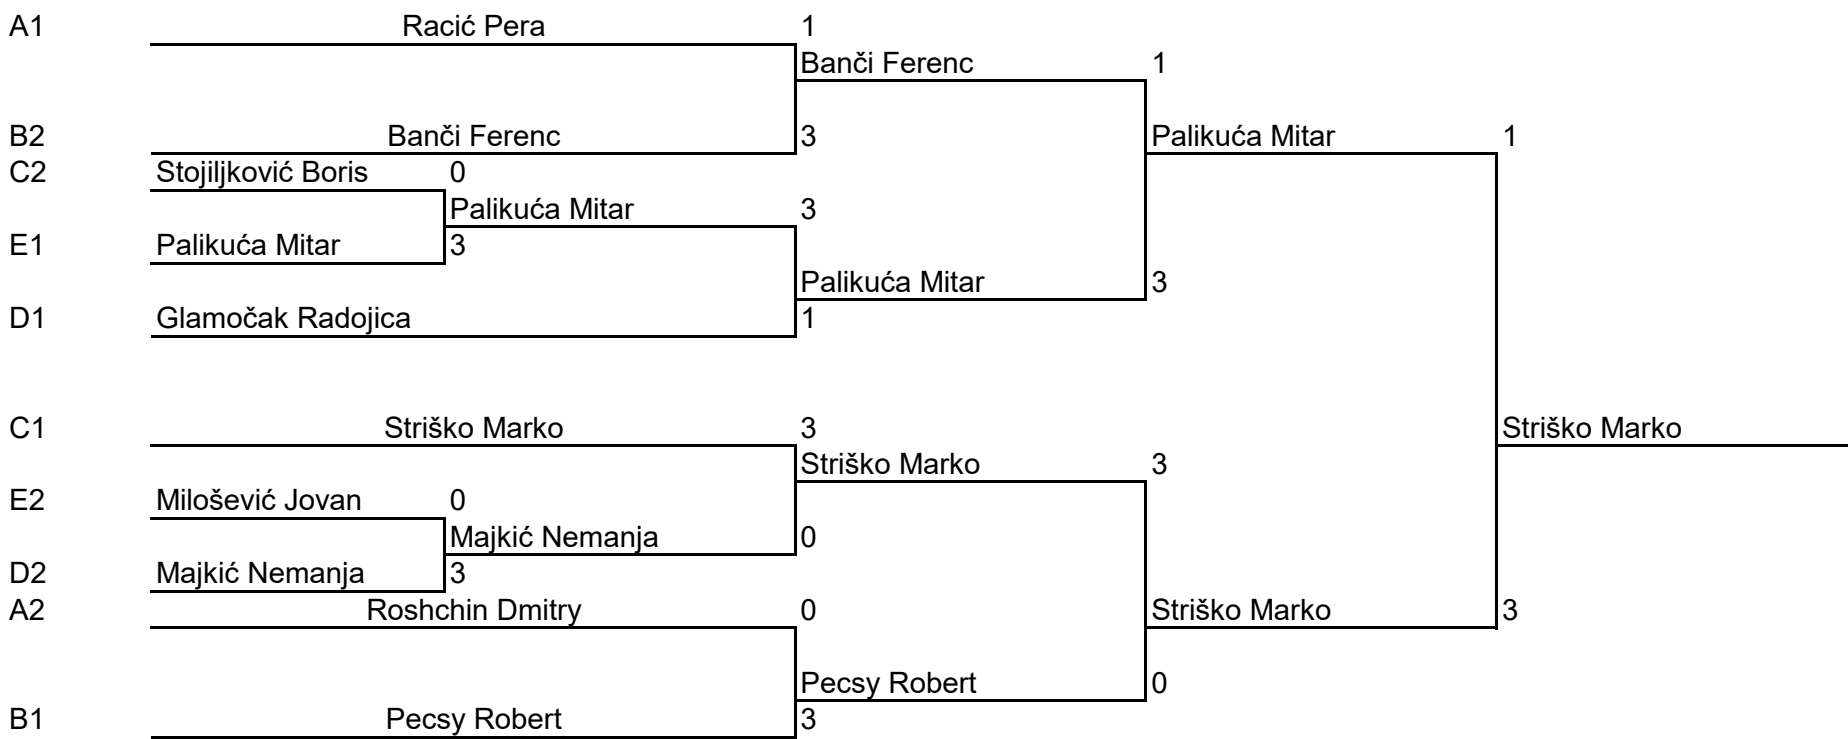 A1 Racić Pera 1
Banči Ferenc 1
B2 Banči Ferenc 3 Palikuća Mitar 1
C2 Stojiljković Boris 0
Palikuća Mitar 3
E1 Palikuća Mitar 3
Palikuća Mitar 3
D1 Glamočak Radojica 1
C1 Striško Marko 3 Striško Marko
Striško Marko 3
E2 Milošević Jovan 0
Majkić Nemanja 0
D2 Majkić Nemanja 3
A2 Roshchin Dmitry 0 Striško Marko 3
Pecsy Robert 0
B1 Pecsy Robert 3